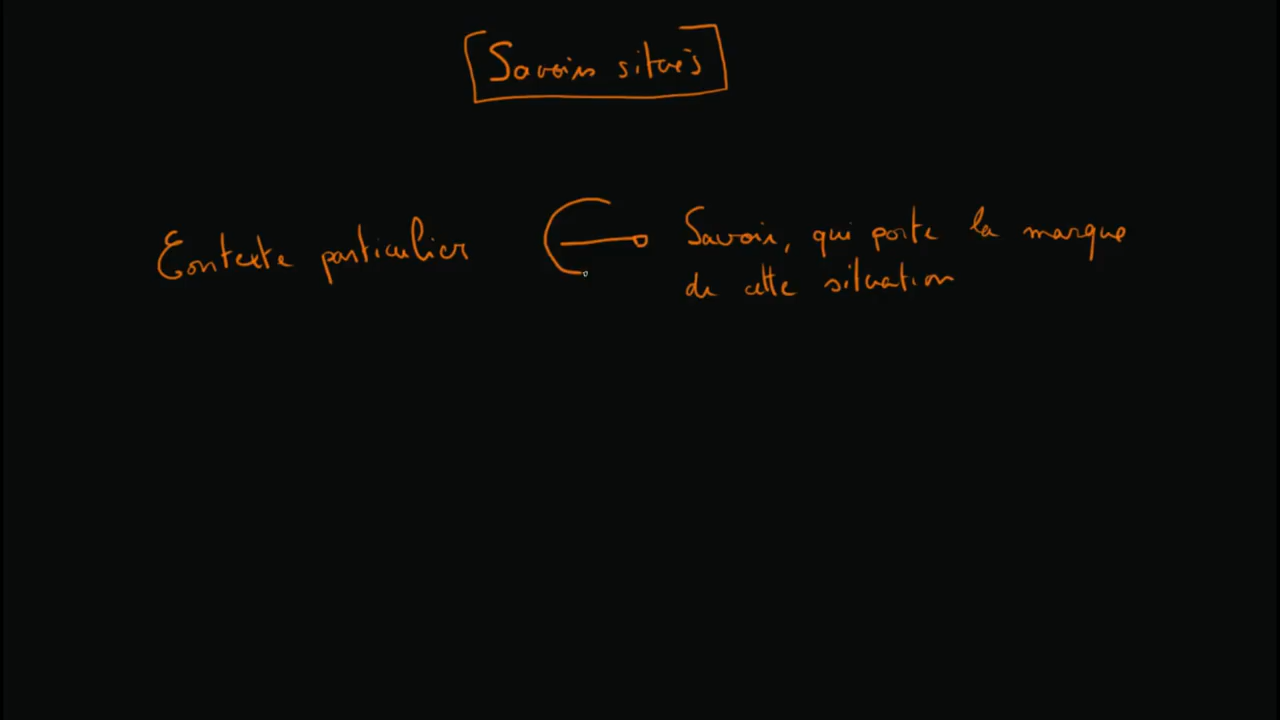 Savoirs situés
Contexte particulier
Savoir, qui porte la marque
de cette situation